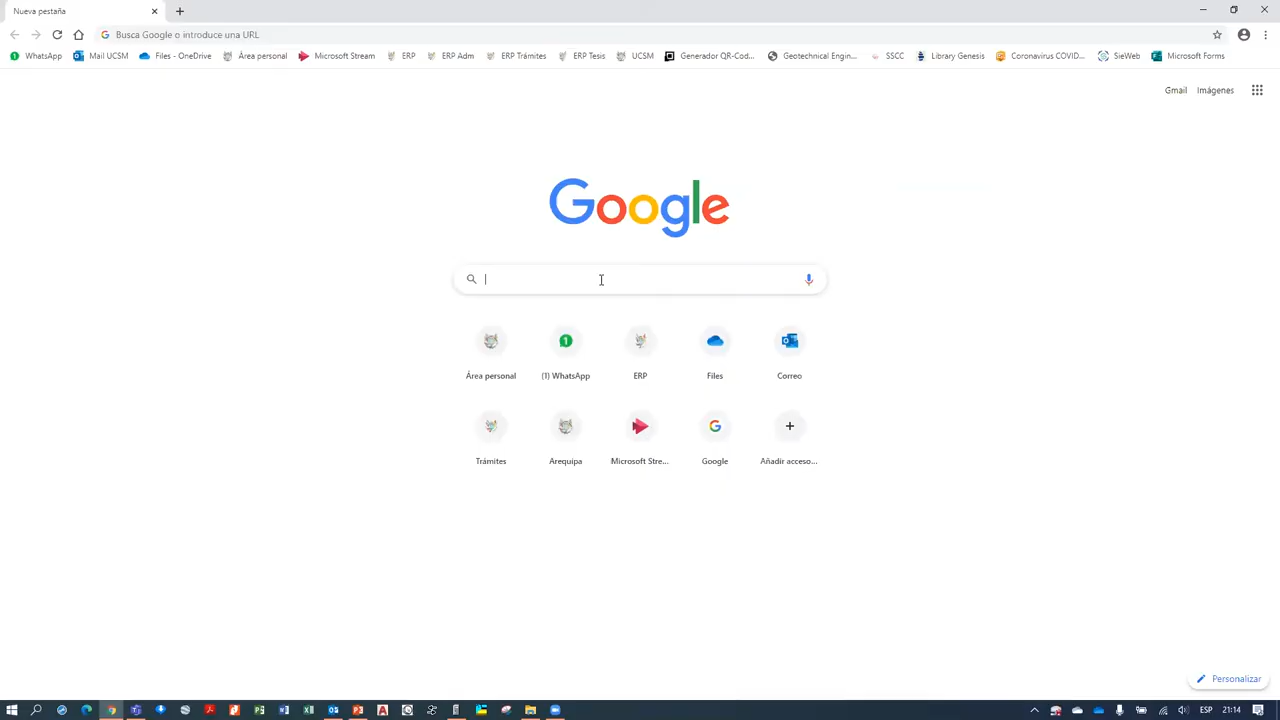 Nueva pestaña
Busca Google o introduce una URL
WhatsApp Mail UCSM Files - OneDrive Área personal Microsoft Stream ERP ERP Adm ERP Trámites ERP Tesis UCSM Generador QR-Cod... Geotechnical Engin... SSCC Library Genesis Coronavirus COVID... SieWeb Microsoft Forms
Gmail Imágenes
Google
Área personal (1) WhatsApp ERP Files Correo
Trámites Arequipa Microsoft Stre... Google Añadir acceso...
Personalizar
ESP 21:14